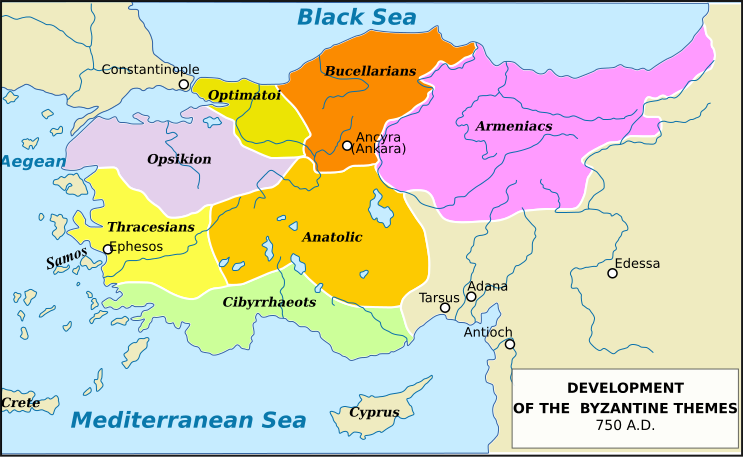 Black Sea
Constantinople
Bucellarians
Optimatoi
Armeniacs
Ancyra
(Ankara)
Aegean
Opsikion
Thracesians
Ephesos
Samos
Anatolic
Edessa
Cibyrrhaeots
Adana
Tarsus
Antioch
Crete
Cyprus
Mediterranean Sea
DEVELOPMENT
OF THE BYZANTINE THEMES
750 A.D.